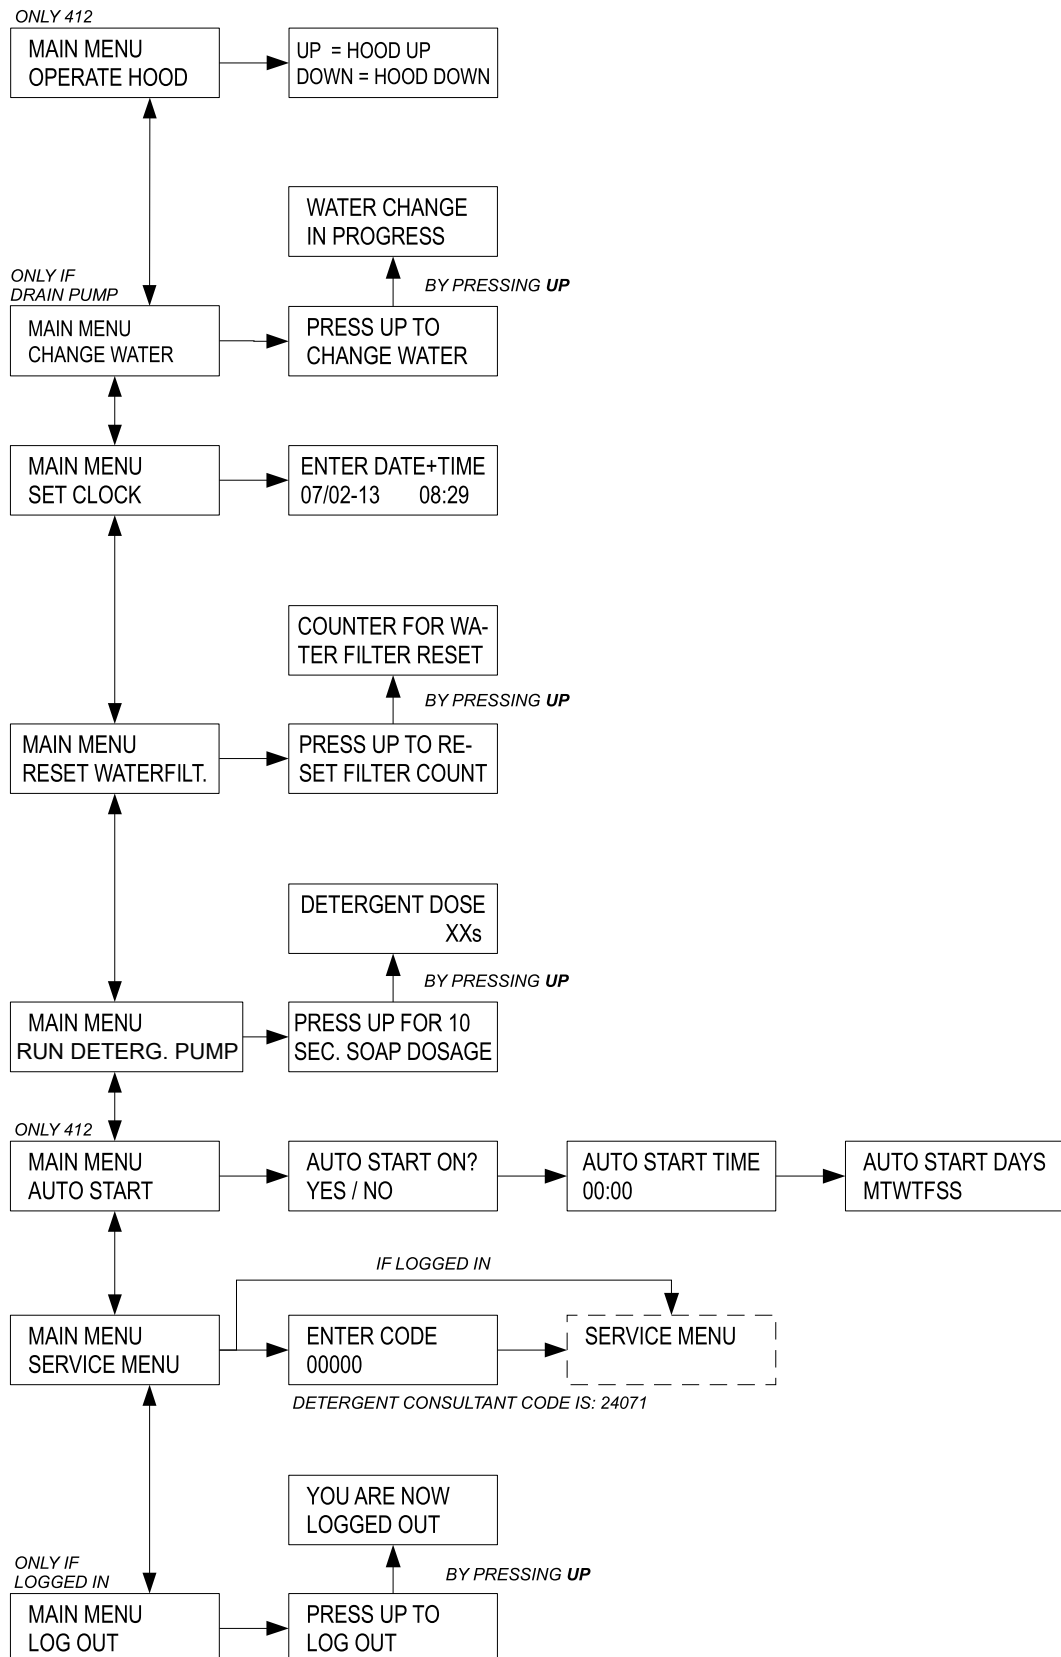 ONLY 412
MAIN MENU
OPERATE HOOD
UP = HOOD UP
DOWN = HOOD DOWN
WATER CHANGE
IN PROGRESS
BY PRESSING UP
ONLY IF
DRAIN PUMP
MAIN MENU
CHANGE WATER
PRESS UP TO
CHANGE WATER
MAIN MENU
SET CLOCK
ENTER DATE+TIME
07/02-13 08:29
COUNTER FOR WA-
TER FILTER RESET
BY PRESSING UP
MAIN MENU
RESET WATERFILT.
PRESS UP TO RE-
SET FILTER COUNT
DETERGENT DOSE
XXs
BY PRESSING UP
MAIN MENU
RUN DETERG. PUMP
PRESS UP FOR 10
SEC. SOAP DOSAGE
ONLY 412
MAIN MENU
AUTO START
AUTO START ON?
YES / NO
AUTO START TIME
00:00
AUTO START DAYS
MTWTFSS
IF LOGGED IN
MAIN MENU
SERVICE MENU
ENTER CODE
00000
SERVICE MENU
DETERGENT CONSULTANT CODE IS: 24071
YOU ARE NOW
LOGGED OUT
BY PRESSING UP
ONLY IF
LOGGED IN
MAIN MENU
LOG OUT
PRESS UP TO
LOG OUT